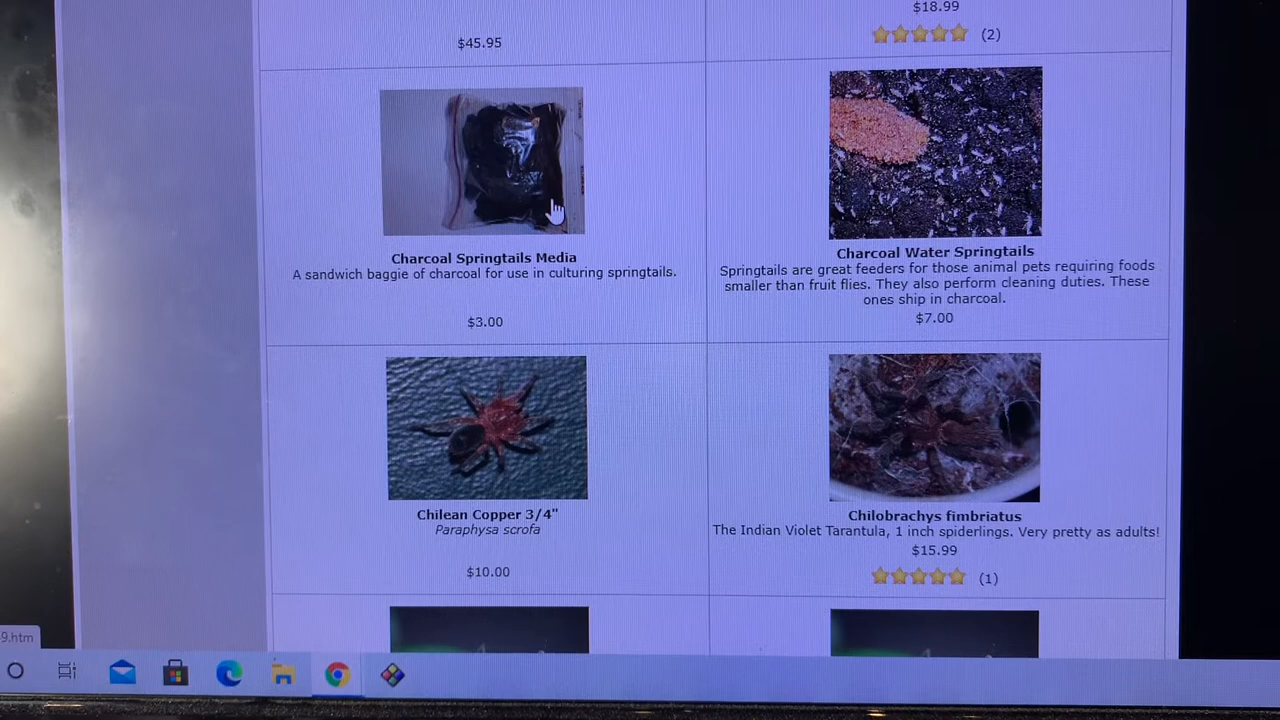 $18.99
(2)
$45.95
Charcoal Springtails Media
A sandwich baggie of charcoal for use in culturing springtails.
$3.00
Charcoal Water Springtails
Springtails are great feeders for those animal pets requiring foods
smaller than fruit flies. They also perform cleaning duties. These
ones ship in charcoal.
$7.00
Chilean Copper 3/4"
Paraphysa scrofa
$10.00
Chilobrachys fimbriatus
The Indian Violet Tarantula, 1 inch spiderlings. Very pretty as adults!
$15.99
(1)
9.htm